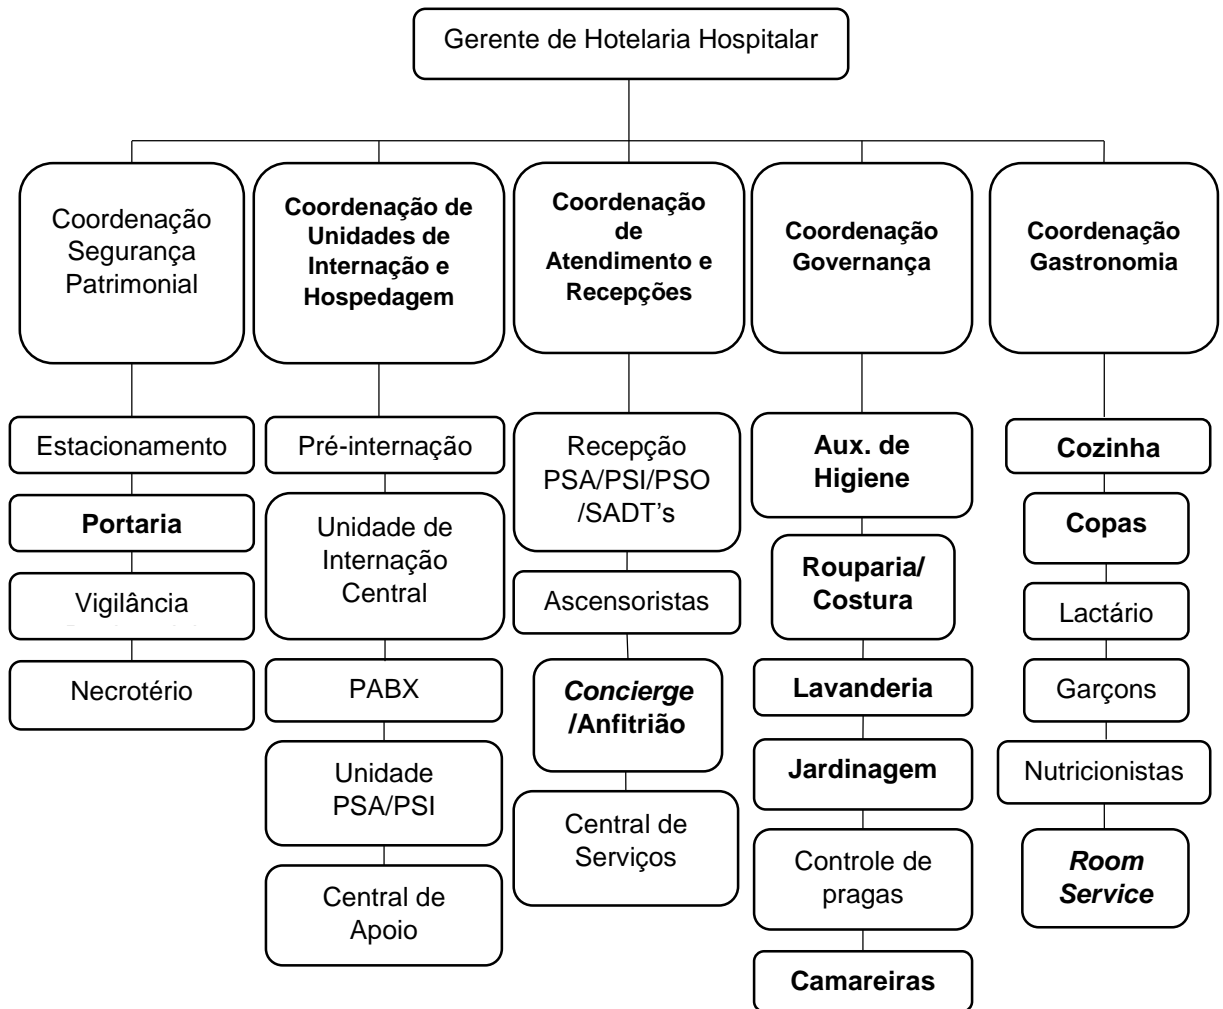 Gerente de Hotelaria Hospitalar
Coordenação
Segurança
Patrimonial
Coordenação de
Unidades de
Internação e
Hospedagem
Coordenação
de
Atendimento e
Recepções
Coordenação
Governança
Coordenação
Gastronomia
Estacionamento
Portaria
Vigilância
Necrotério
Pré-internação
Unidade de
Internação
Central
PABX
Unidade
PSA/PSI
Central de
Apoio
Recepção
PSA/PSI/PSO
/SADT’s
Ascensoristas
Concierge
/Anfitrião
Central de
Serviços
Aux. de
Higiene
Rouparia/
Costura
Lavanderia
Jardinagem
Controle de
pragas
Camareiras
Cozinha
Copas
Lactário
Garçons
Nutricionistas
Room
Service